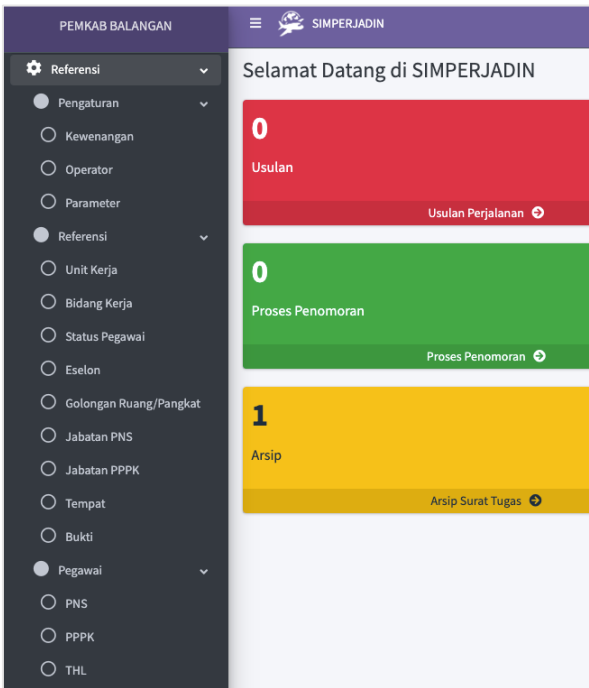 PEMKAB BALANGAN
Referensi
Pengaturan
Kewenangan
Operator
Parameter
Referensi
Unit Kerja
Bidang Kerja
Status Pegawai
Eselon
Golongan Ruang/Pangkat
Jabatan PNS
Jabatan PPPK
Tempat
Bukti
Pegawai
PNS
PPPK
THL
SIMPERJADIN
Selamat Datang di SIMPERJADIN
0
Usulan
Usulan Perjalanan
0
Proses Penomoran
Proses Penomoran
1
Arsip
Arsip Surat Tugas